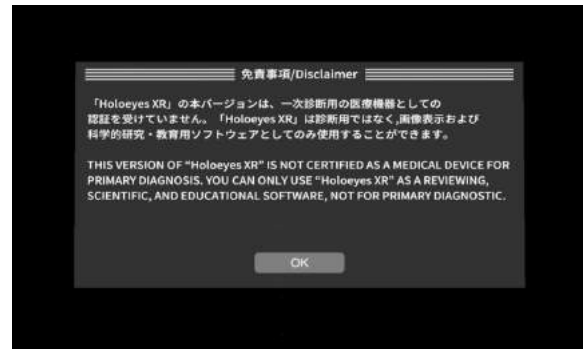 免責事項/Disclaimer
「Holoeyes XR」の本バージョンは、一次診断用の医療機器としての
認証を受けていません。「Holoeyes XR」は診断用ではなく,画像表示および
科学的研究・教育用ソフトウェアとしてのみ使用することができます。
THIS VERSION OF “Holoeyes XR” IS NOT CERTIFIED AS A MEDICAL DEVICE FOR
PRIMARY DIAGNOSIS. YOU CAN ONLY USE “Holoeyes XR” AS A REVIEWING,
SCIENTIFIC, AND EDUCATIONAL SOFTWARE, NOT FOR PRIMARY DIAGNOSTIC.
OK